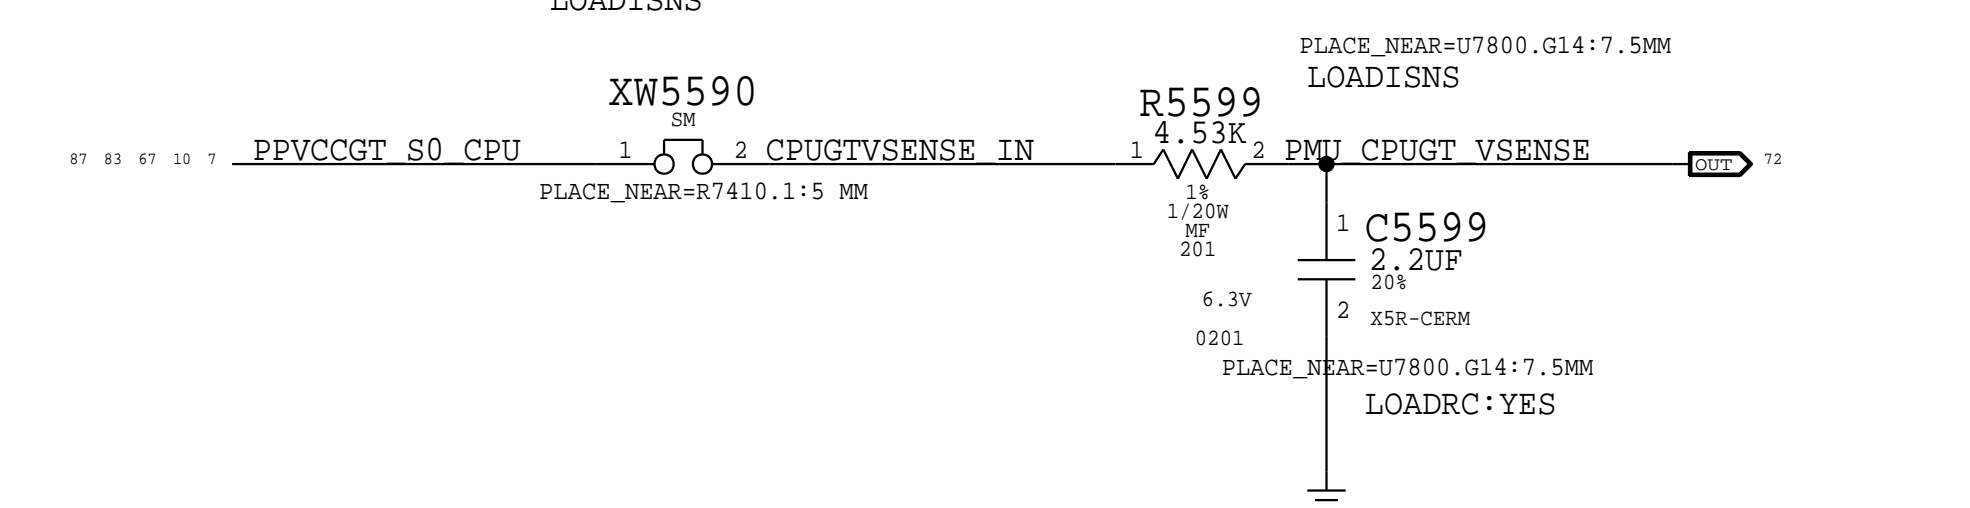 LOADISNS
PLACE_NEAR=U7800.G14:7.5MM
LOADISNS
XW5590
SM
R5599
4.53K
87 83 67 10 7
PPVCCGT_S0_CPU
1
2
CPUGTVSENSE_IN
1
2
PMU_CPUGT_VSENSE
OUT
72
PLACE_NEAR=R7410.1:5 MM
1%
1/20W
MF
201
1
C5599
2.2UF
20%
6.3V
2
X5R-CERM
0201
PLACE_NEAR=U7800.G14:7.5MM
LOADRC:YES